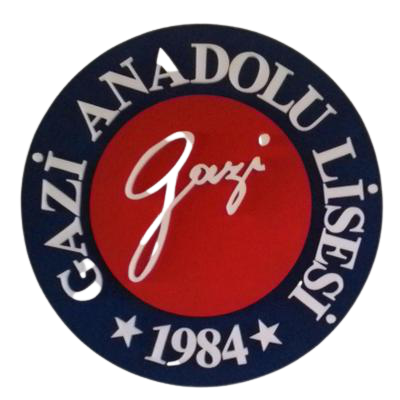 GAZİ ANADOLU LİSESİ
gazi
★ 1984 ★